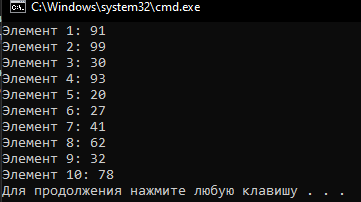 C:\Windows\system32\cmd.exe
Элемент 1: 91
Элемент 2: 99
Элемент 3: 30
Элемент 4: 93
Элемент 5: 20
Элемент 6: 27
Элемент 7: 41
Элемент 8: 62
Элемент 9: 32
Элемент 10: 78
Для продолжения нажмите любую клавишу . . .